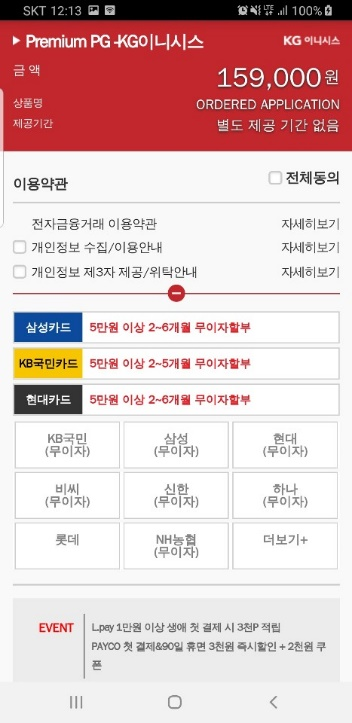 SKT 12:13 LTE 100%
Premium PG -KG이니시스 KG 이니시스
금 액 159,000원
상품명 ORDERED APPLICATION
제공기간 별도 제공 기간 없음
이용약관 전체동의
전자금융거래 이용약관 자세히보기
개인정보 수집/이용안내 자세히보기
개인정보 제3자 제공/위탁안내 자세히보기
삼성카드 5만원 이상 2~6개월 무이자할부
KB국민카드 5만원 이상 2~5개월 무이자할부
현대카드 5만원 이상 2~6개월 무이자할부
KB국민 삼성 현대
(무이자) (무이자) (무이자)
비씨 신한 하나
(무이자) (무이자) (무이자)
롯데 NH농협 더보기+
(무이자)
EVENT L.pay 1만원 이상 생애 첫 결제 시 3천P 적립
PAYCO 첫 결제&90일 휴면 3천원 즉시할인 + 2천원 쿠
폰